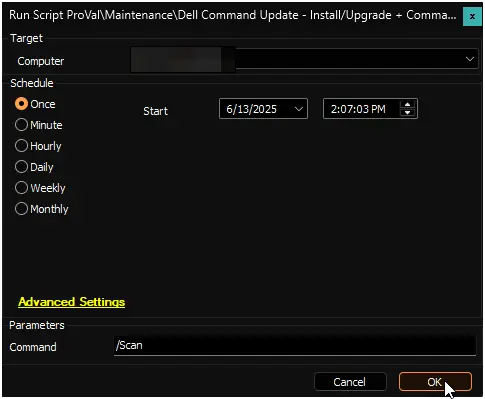 Run Script ProVal\Maintenance\Dell Command Update - Install/Upgrade + Comma... x
Target
Computer
Schedule
Once
Start 6/13/2025 2:07:03 PM
Minute
Hourly
Daily
Weekly
Monthly
Advanced Settings
Parameters
Command /Scan
Cancel OK